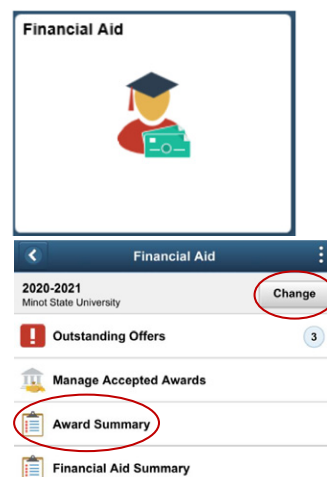 Financial Aid
Financial Aid
2020-2021
Minot State University
Change
Outstanding Offers
3
Manage Accepted Awards
Award Summary
Financial Aid Summary